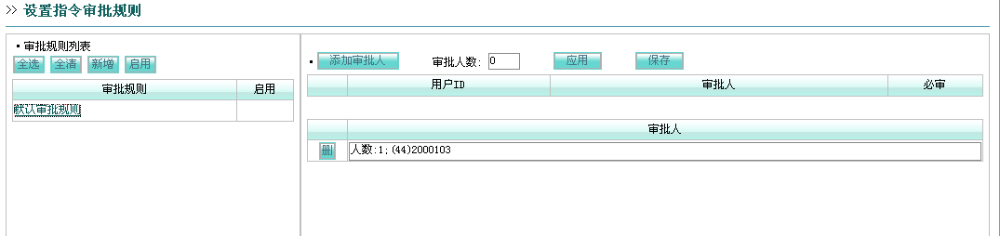 >> 设置指令审批规则
▪ 审批规则列表
全选 全清 新增 启用
审批规则 启用
默认审批规则
▪ 添加审批人 审批人数: 0 应用 保存
用户ID 审批人 必审
审批人
删 人数:1;(44)2000103